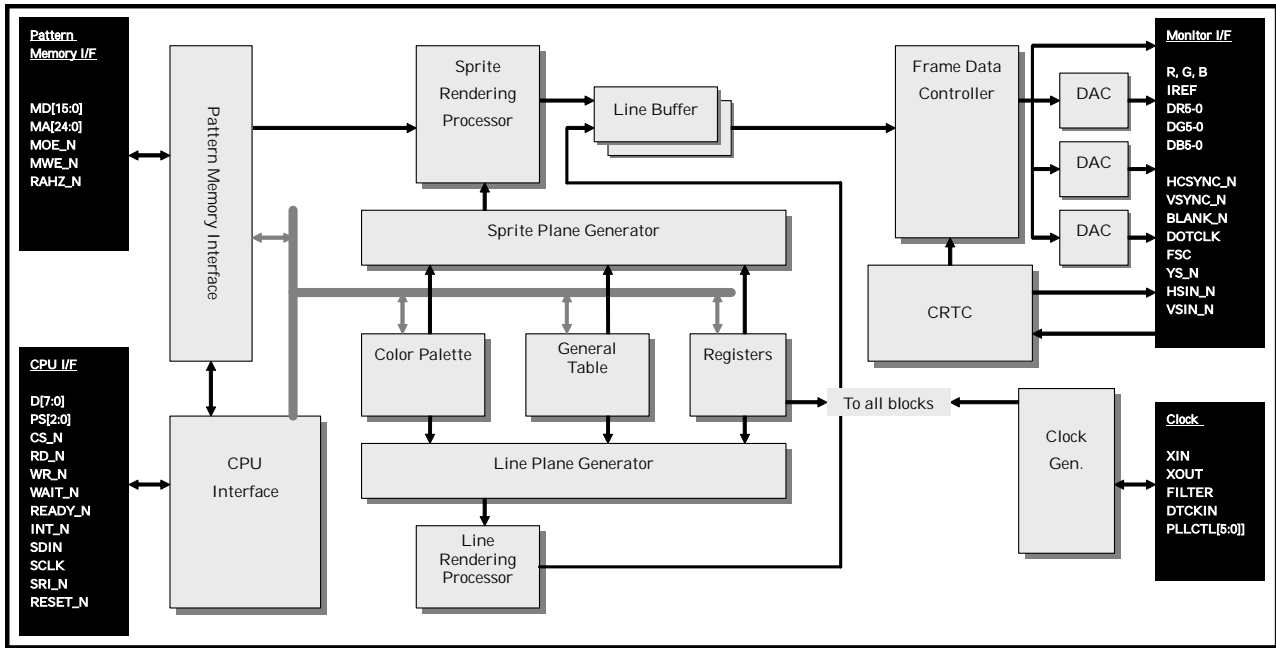 Pattern
Memory I/F
MD[15:0]
MA[24:0]
MOE_N
MWE_N
RAHZ_N
CPU I/F
D[7:0]
PS[2:0]
CS_N
RD_N
WR_N
WAIT_N
READY_N
INT_N
SDIN
SCLK
SRI_N
RESET_N
Pattern Memory Interface
CPU
Interface
Sprite
Rendering
Processor
Line Buffer
Sprite Plane Generator
Color Palette
General
Table
Registers
Line Plane Generator
Line
Rendering
Processor
To all blocks
Frame Data
Controller
DAC
DAC
DAC
CRTC
Clock
Gen.
Monitor I/F
R, G, B
IREF
DR5-0
DG5-0
DB5-0
HCSYNC_N
VSYNC_N
BLANK_N
DOTCLK
FSC
YS_N
HSIN_N
VSIN_N
Clock
XIN
XOUT
FILTER
DTCKIN
PLLCTL[5:0]]